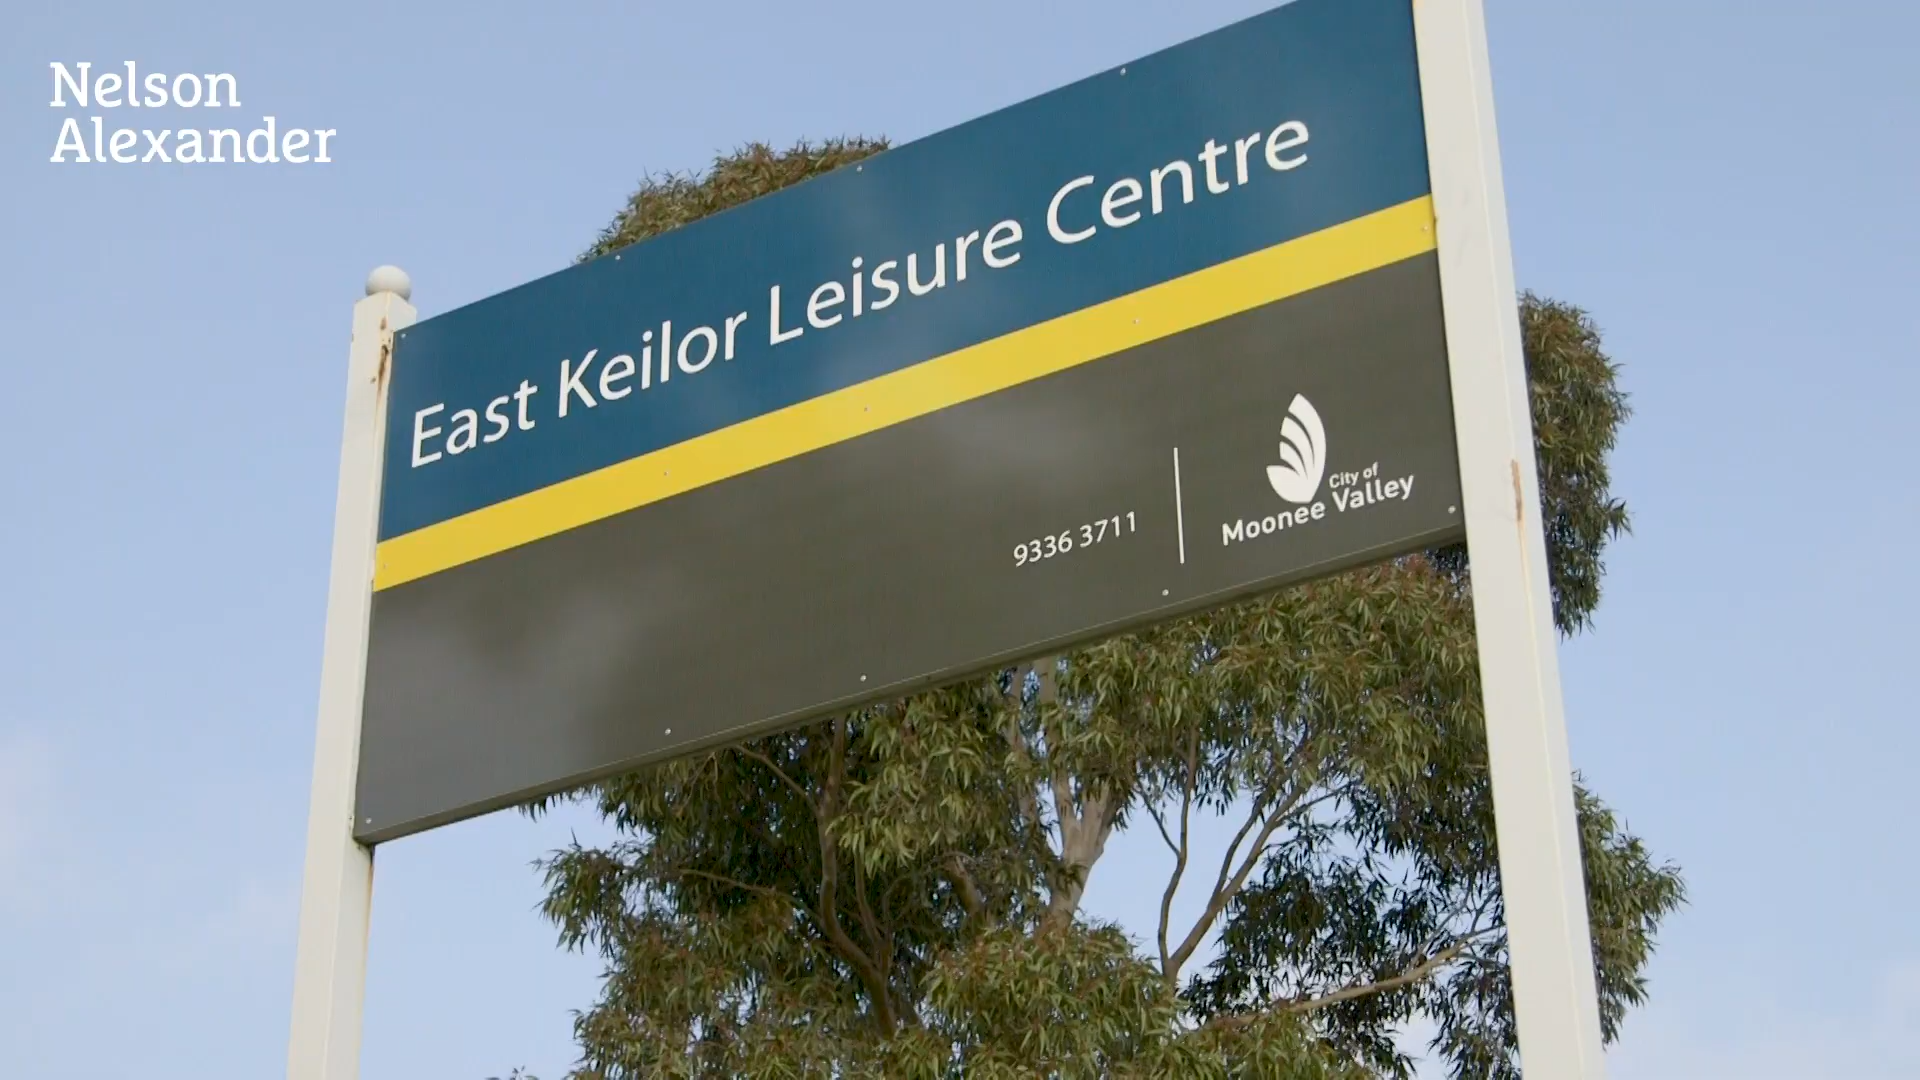 Nelson
Alexander
East Keilor Leisure Centre
9336 3711
City of
Moonee Valley